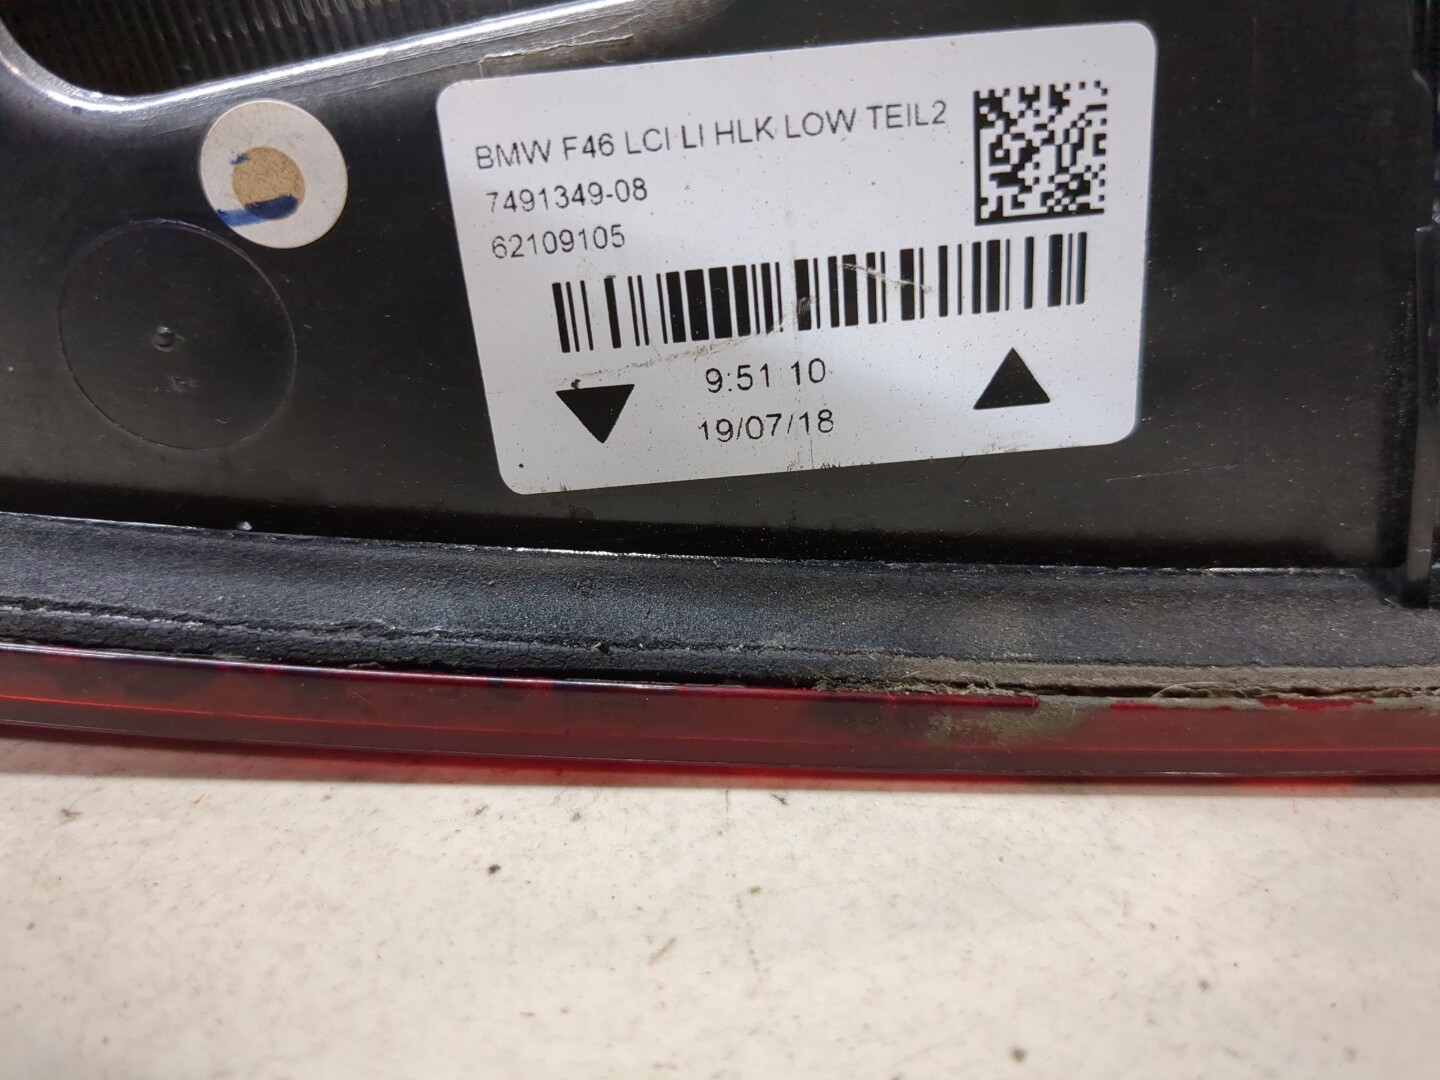 BMW F46 LCI LI HLK LOW TEIL2
7491349-08
62109105
9:51 10
19/07/18